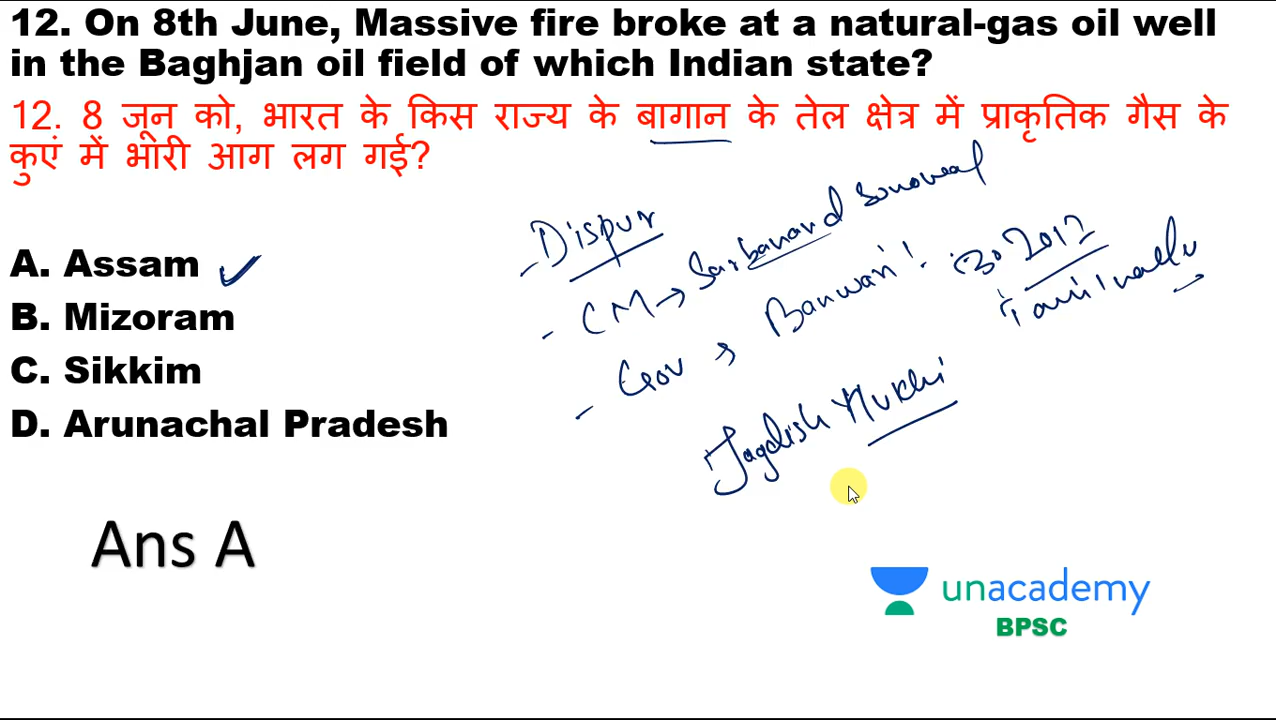 12. On 8th June, Massive fire broke at a natural-gas oil well
in the Baghjan oil field of which Indian state?
12. 8 जून को, भारत के किस राज्य के बागान के तेल क्षेत्र में प्राकृतिक गैस के
कुएं में भारी आग लग गई?
A. Assam
B. Mizoram
C. Sikkim
D. Arunachal Pradesh
- Dispur
- CM → Sarbanand Sonowal
- Gov → Banwari
Tamilnadu
Jagdish Mukhi
Ans A
unacademy
BPSC